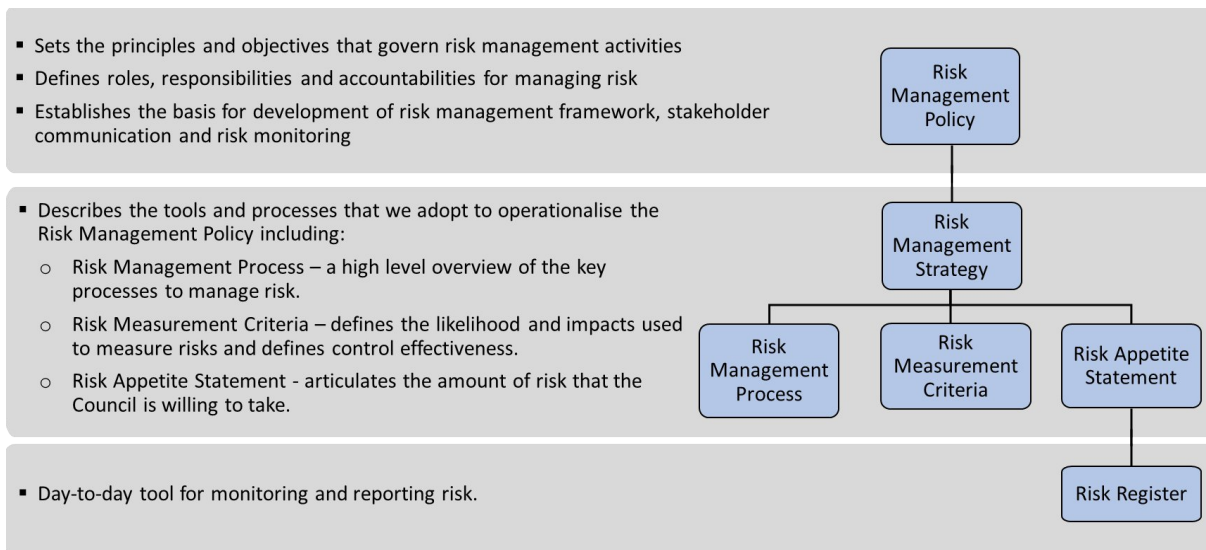 ▪ Sets the principles and objectives that govern risk management activities
▪ Defines roles, responsibilities and accountabilities for managing risk
▪ Establishes the basis for development of risk management framework, stakeholder
communication and risk monitoring
Risk
Management
Policy
▪ Describes the tools and processes that we adopt to operationalise the
Risk Management Policy including:
o Risk Management Process – a high level overview of the key
processes to manage risk.
o Risk Measurement Criteria – defines the likelihood and impacts used
to measure risks and defines control effectiveness.
o Risk Appetite Statement - articulates the amount of risk that the
Council is willing to take.
Risk
Management
Strategy
Risk
Management
Process
Risk
Measurement
Criteria
Risk Appetite
Statement
▪ Day-to-day tool for monitoring and reporting risk.
Risk Register